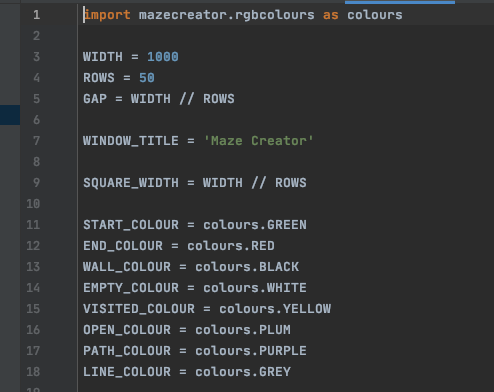 1 import mazecreator.rgbcolours as colours
2
3 WIDTH = 1000
4 ROWS = 50
5 GAP = WIDTH // ROWS
6
7 WINDOW_TITLE = 'Maze Creator'
8
9 SQUARE_WIDTH = WIDTH // ROWS
10
11 START_COLOUR = colours.GREEN
12 END_COLOUR = colours.RED
13 WALL_COLOUR = colours.BLACK
14 EMPTY_COLOUR = colours.WHITE
15 VISITED_COLOUR = colours.YELLOW
16 OPEN_COLOUR = colours.PLUM
17 PATH_COLOUR = colours.PURPLE
18 LINE_COLOUR = colours.GREY